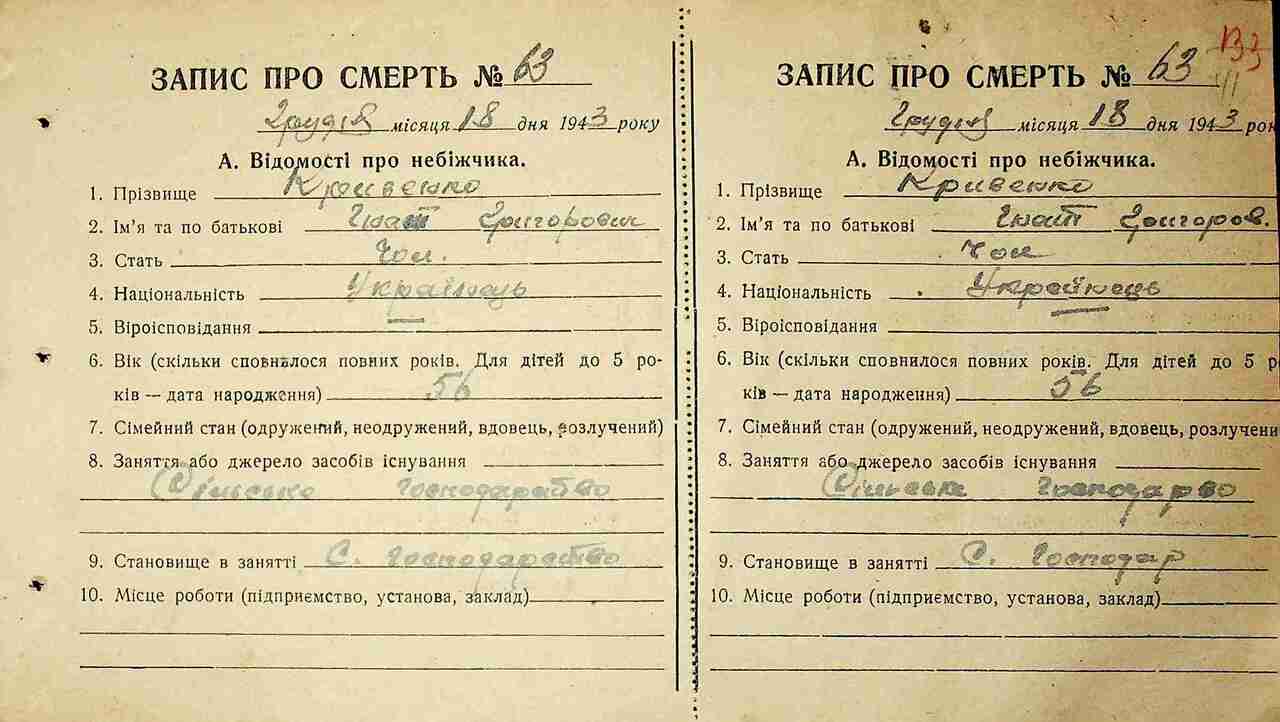 ЗАПИС ПРО СМЕРТЬ № 63
Грудня місяця 18 дня 1943 року
А. Відомості про небіжчика.
1. Прізвище Кривенко
2. Ім'я та по батькові Гнат Григорович
3. Стать Чол.
4. Національність Українець
5. Віроісповідання
6. Вік (скільки сповнилося повних років. Для дітей до 5 ро-
ків — дата народження) 56
7. Сімейний стан (одружений, неодружений, вдовець, розлучений)
8. Заняття або джерело засобів існування
Сільське Господарство
9. Становище в занятті С. Господарство
10. Місце роботи (підприємство, установа, заклад)
133
ЗАПИС ПРО СМЕРТЬ № 63
Грудня місяця 18 дня 1943 рок
А. Відомості про небіжчика.
1. Прізвище Кривенко
2. Ім'я та по батькові Гнат Григоров.
3. Стать Чол
4. Національність Українець
5. Віроісповідання
6. Вік (скільки сповнилося повних років. Для дітей до 5 р
ків — дата народження) 56
7. Сімейний стан (одружений, неодружений, вдовець, розлучени
8. Заняття або джерело засобів існування
Сільське Господарво
9. Становище в занятті С. Господар
10. Місце роботи (підприємство, установа, заклад)